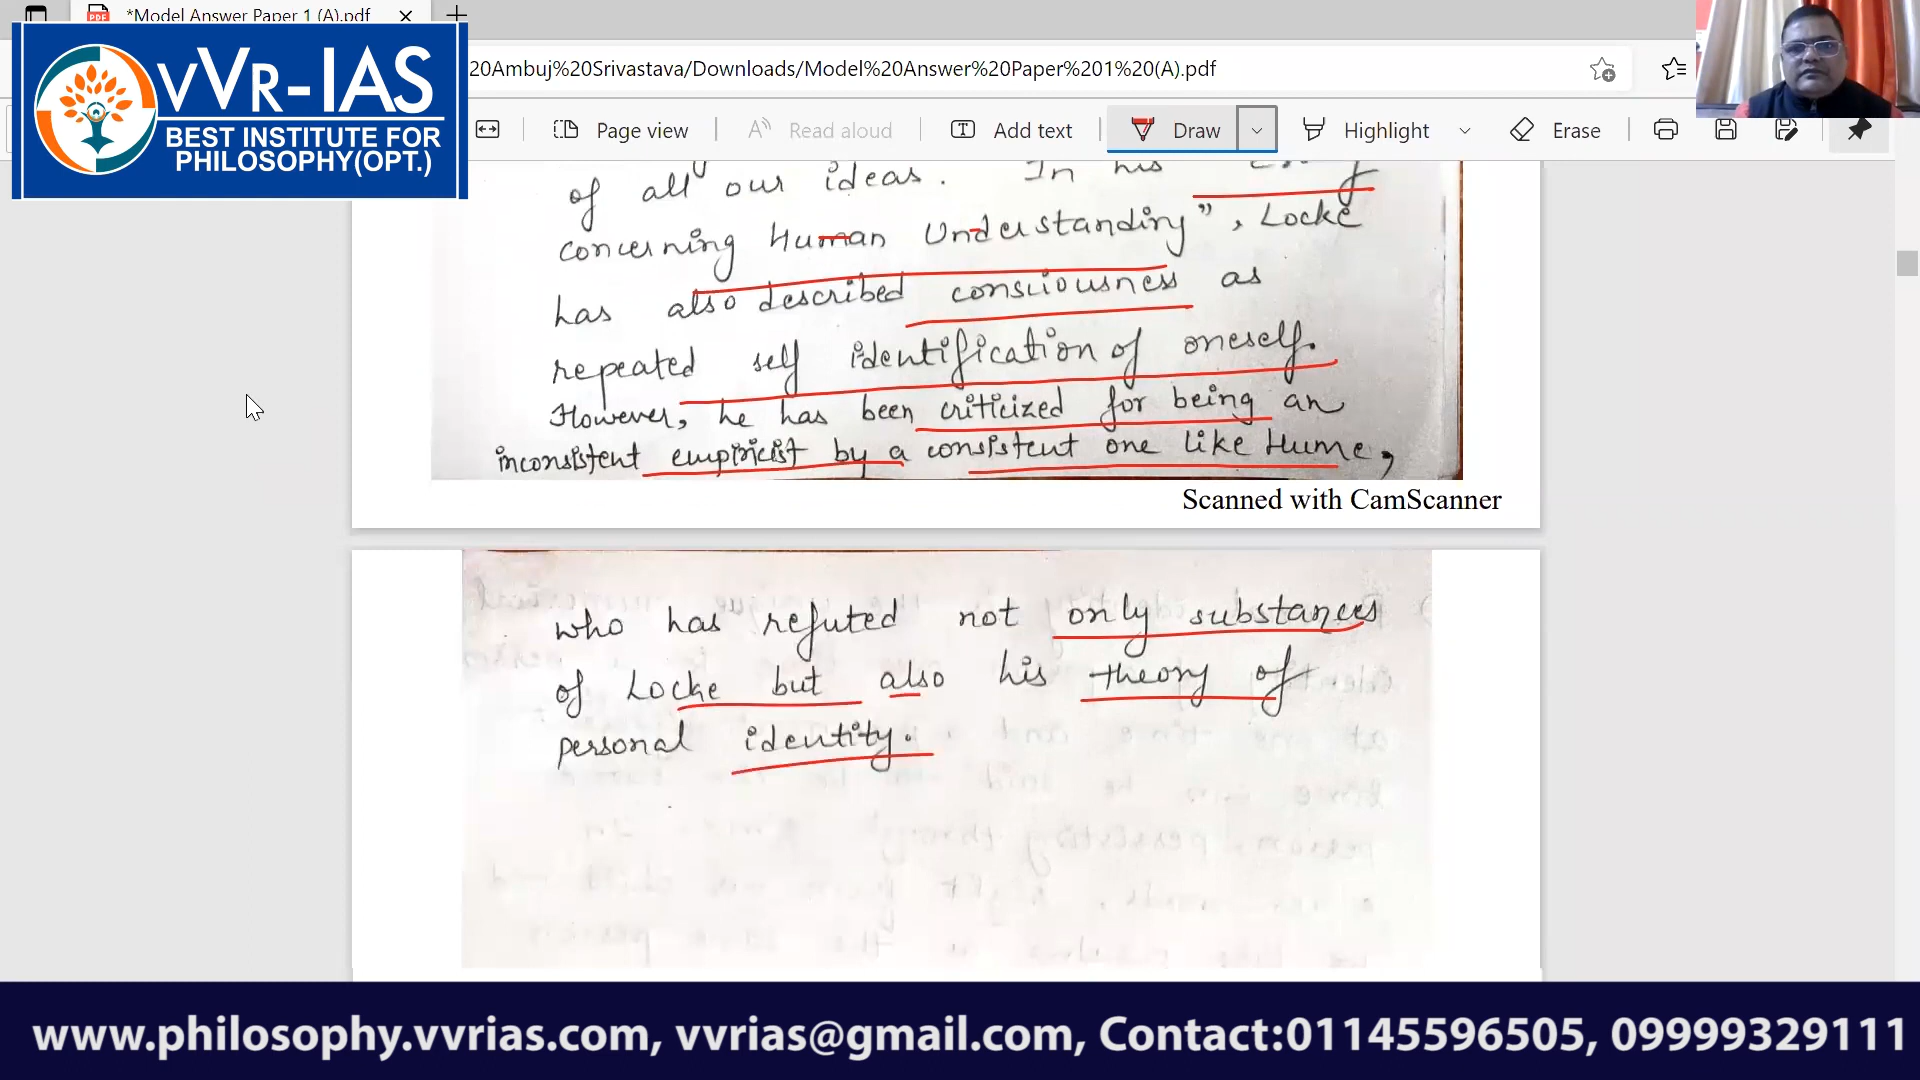 *Model Answer Paper 1 (A).pdf
vVR-IAS
BEST INSTITUTE FOR
PHILOSOPHY(OPT.)
20Ambuj%20Srivastava/Downloads/Model%20Answer%20Paper%201%20(A).pdf
Page view
Read aloud
Add text
Draw
Highlight
Erase
of all our ideas. In his
concerning Human Understanding", Locke
has also described consciousness as
repeated self identification of oneself.
However, he has been criticized for being an
inconsistent empiricist by a consistent one like Hume,
Scanned with CamScanner
who has refuted not only substances
of Locke but also his theory of
personal identity.
www.philosophy.vvrias.com, vvrias@gmail.com, Contact:01145596505, 09999329111